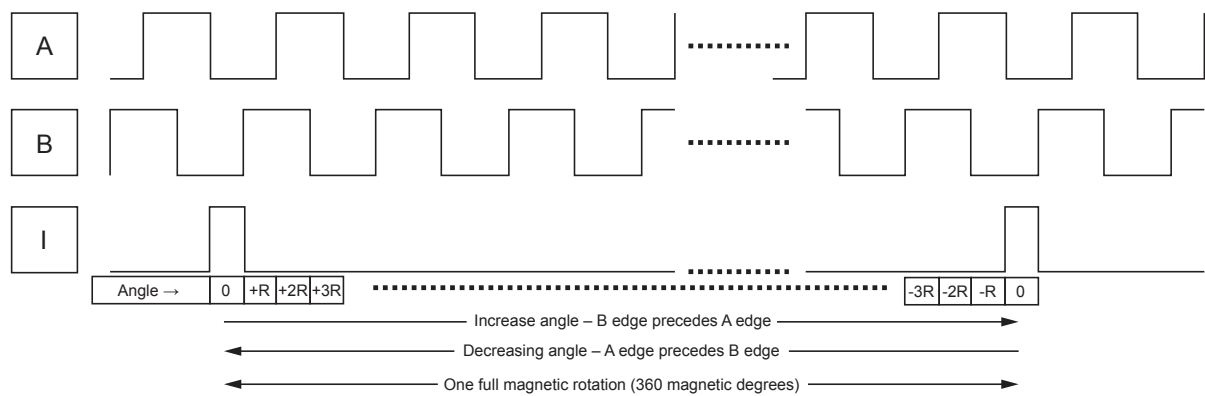 A
B
I
Angle → 0 +R +2R +3R -3R -2R -R 0
Increase angle – B edge precedes A edge
Decreasing angle – A edge precedes B edge
One full magnetic rotation (360 magnetic degrees)